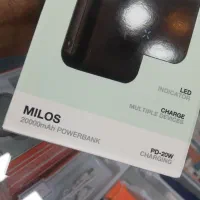 LED
INDICATOR
CHARGE
MULTIPLE DEVICES
MILOS
20000mAh POWERBANK
PD-20W
CHARGING